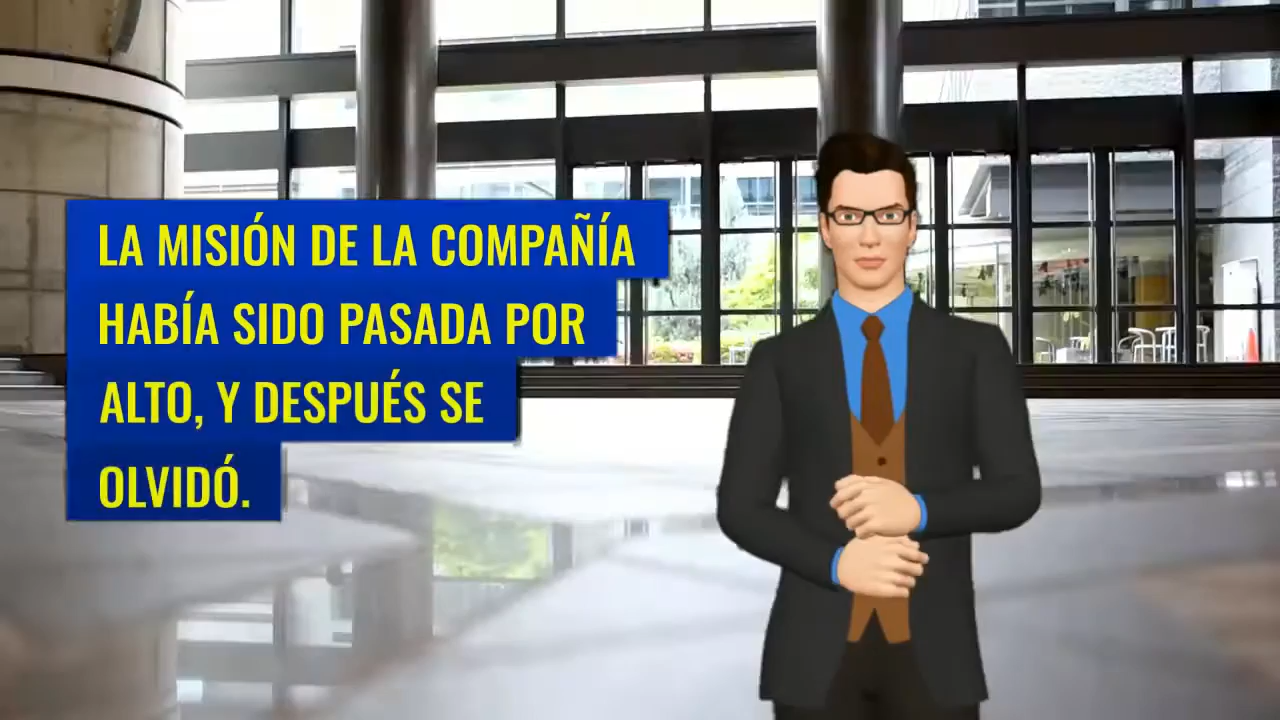 LA MISIÓN DE LA COMPAÑÍA
HABÍA SIDO PASADA POR
ALTO, Y DESPUÉS SE
OLVIDÓ.